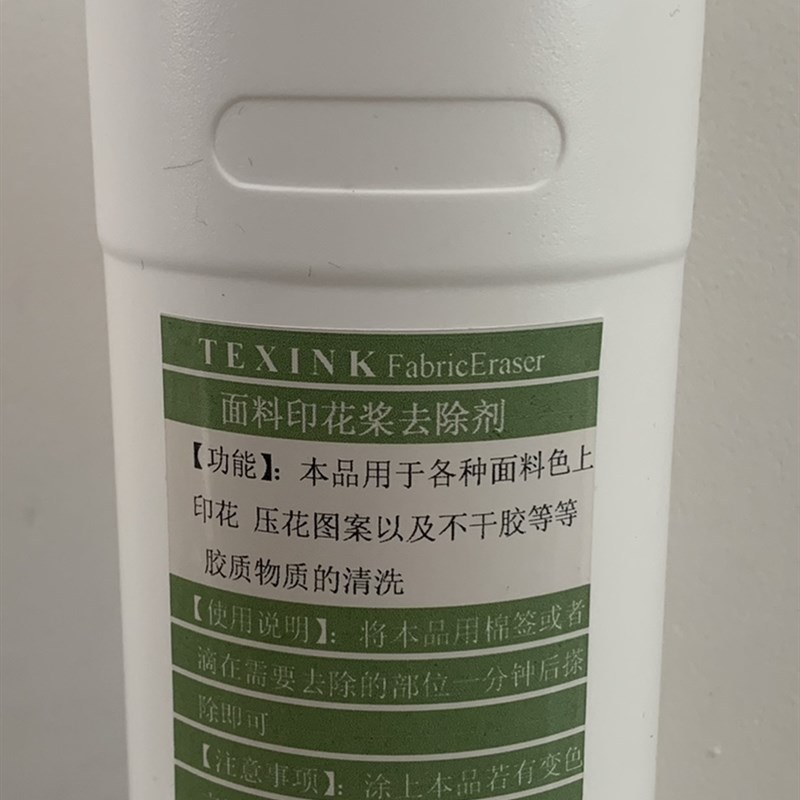 TEXINK FabricEraser
面料印花桨去除剂
【功能】：本品用于各种面料色上
印花 压花图案以及不干胶等等
胶质物质的清洗
【使用说明】：将本品用棉签或者
滴在需要去除的部位一分钟后搽
除即可
【注意事项】：涂上本品若有变色